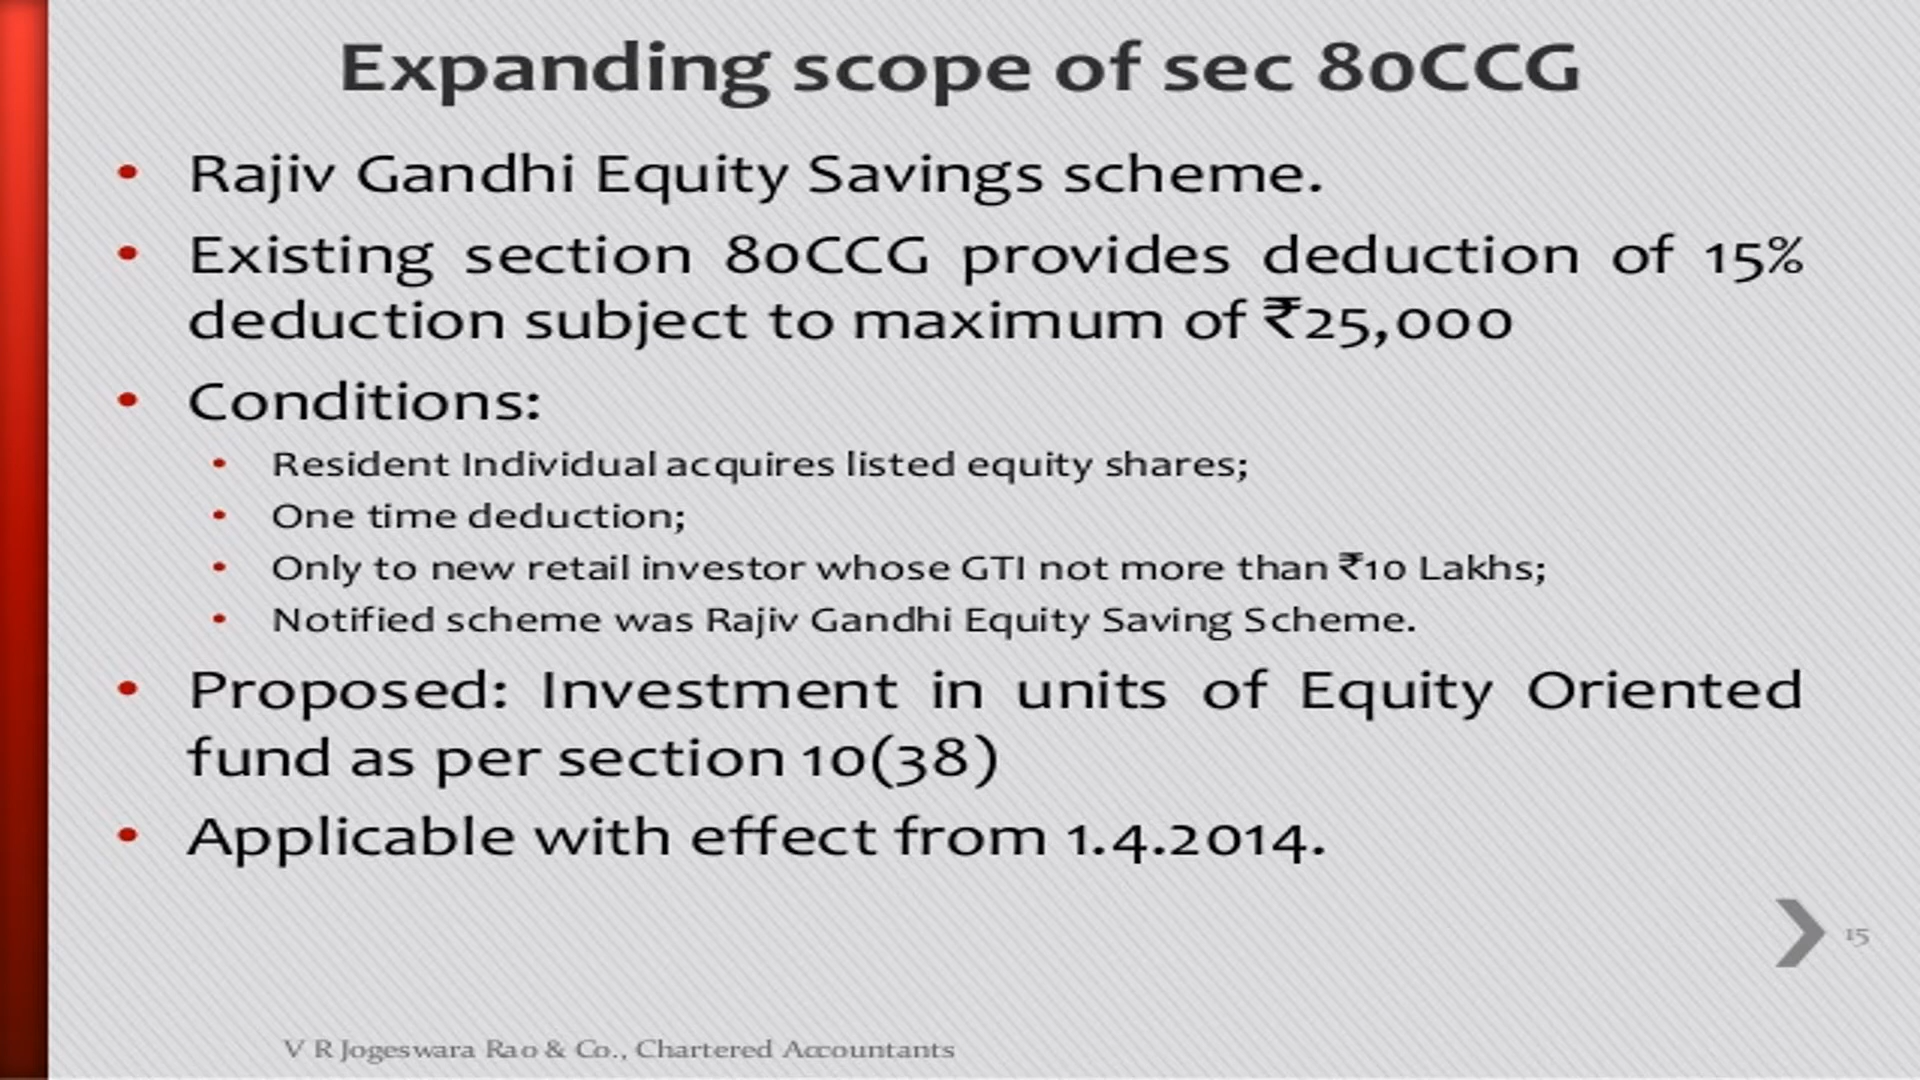 Expanding scope of sec 80CCG
• Rajiv Gandhi Equity Savings scheme.
• Existing section 80CCG provides deduction of 15%
deduction subject to maximum of ₹25,000
• Conditions:
• Resident Individual acquires listed equity shares;
• One time deduction;
• Only to new retail investor whose GTI not more than ₹10 Lakhs;
• Notified scheme was Rajiv Gandhi Equity Saving Scheme.
• Proposed: Investment in units of Equity Oriented
fund as per section 10(38)
• Applicable with effect from 1.4.2014.
15
V R Jogeswara Rao & Co., Chartered Accountants